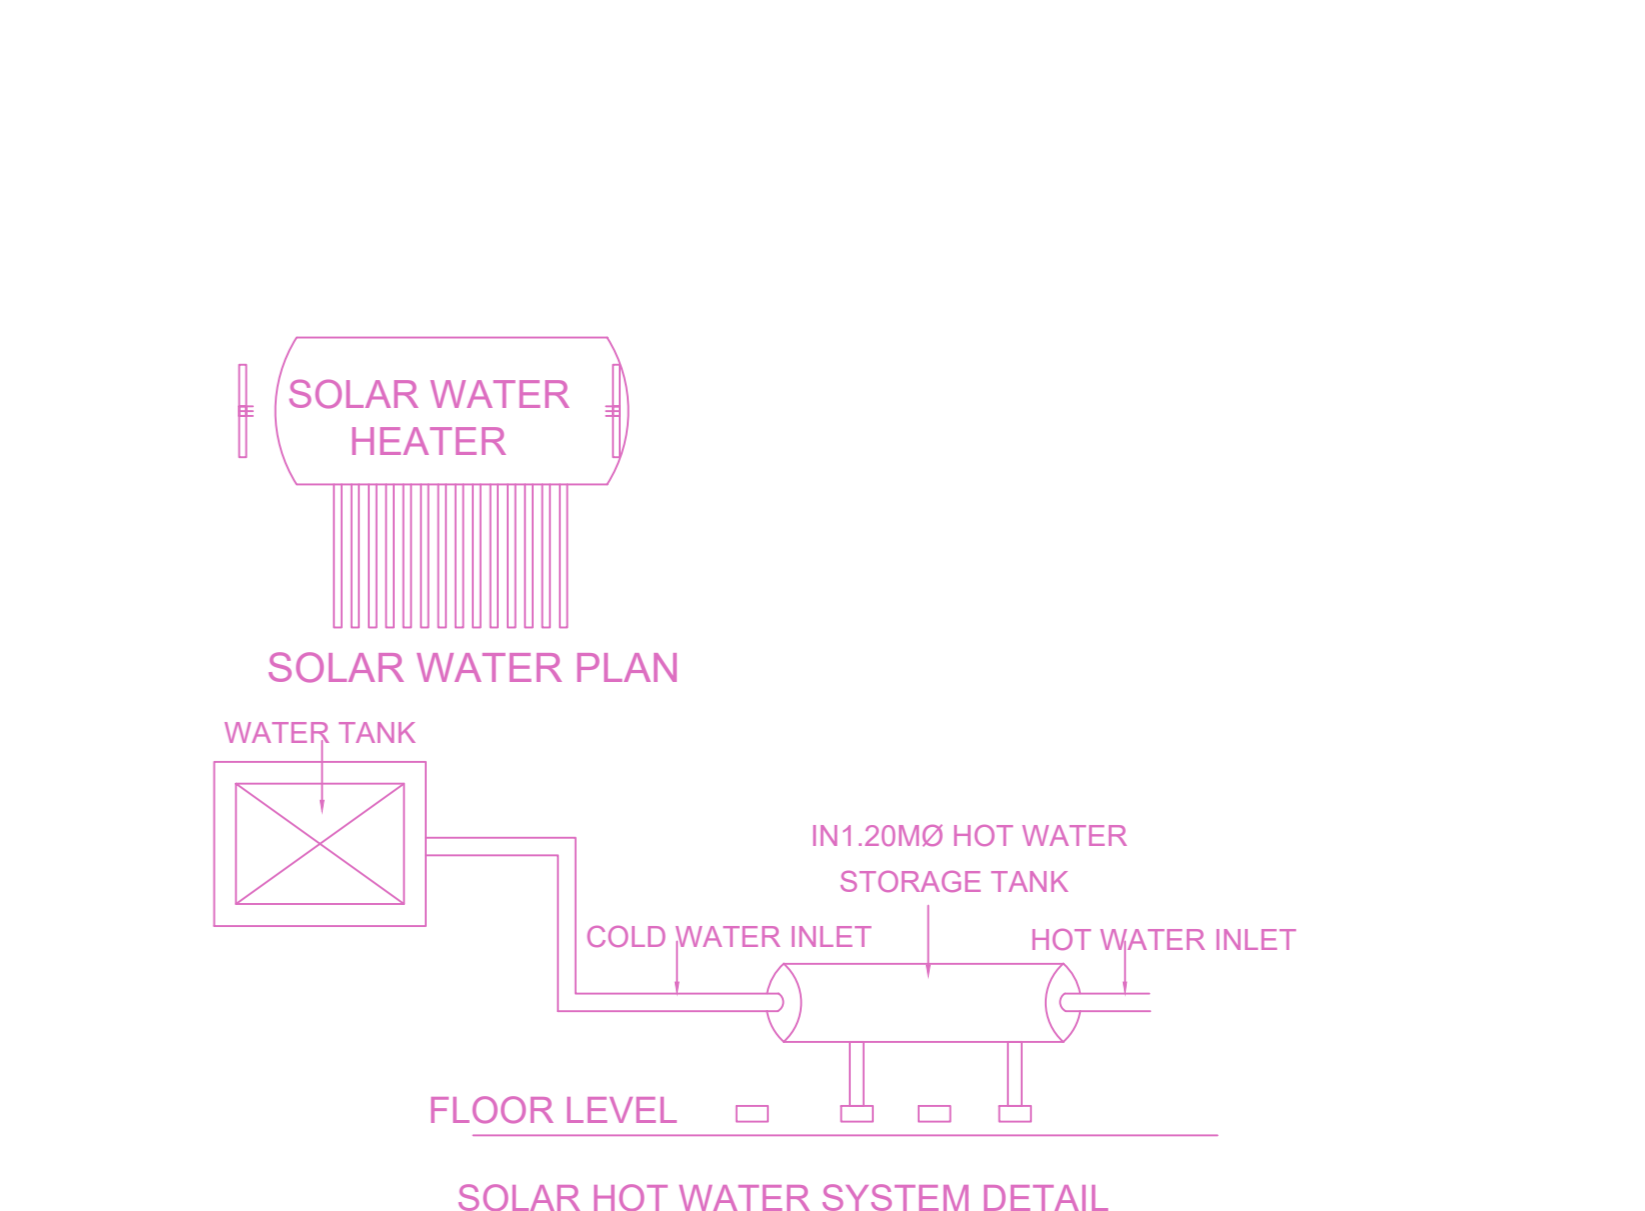 SOLAR WATER
HEATER
SOLAR WATER PLAN
WATER TANK
IN1.20MØ HOT WATER
STORAGE TANK
COLD WATER INLET
HOT WATER INLET
FLOOR LEVEL
SOLAR HOT WATER SYSTEM DETAIL